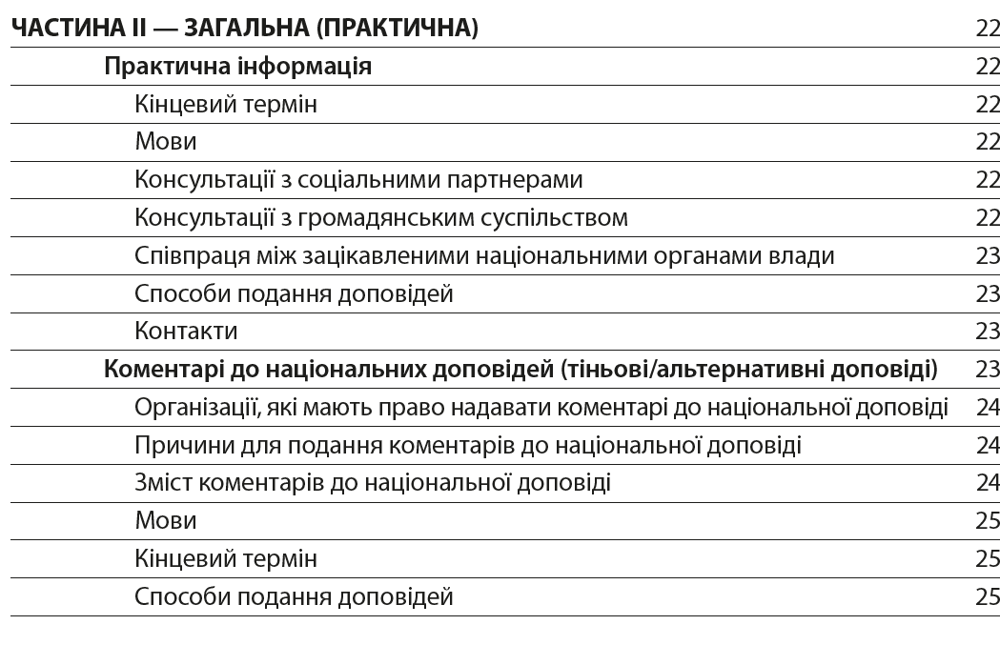 ЧАСТИНА II — ЗАГАЛЬНА (ПРАКТИЧНА) 22
Практична інформація 22
Кінцевий термін 22
Мови 22
Консультації з соціальними партнерами 22
Консультації з громадянським суспільством 22
Співпраця між зацікавленими національними органами влади 23
Способи подання доповідей 23
Контакти 23
Коментарі до національних доповідей (тіньові/альтернативні доповіді) 23
Організації, які мають право надавати коментарі до національної доповіді 24
Причини для подання коментарів до національної доповіді 24
Зміст коментарів до національної доповіді 24
Мови 25
Кінцевий термін 25
Способи подання доповідей 25